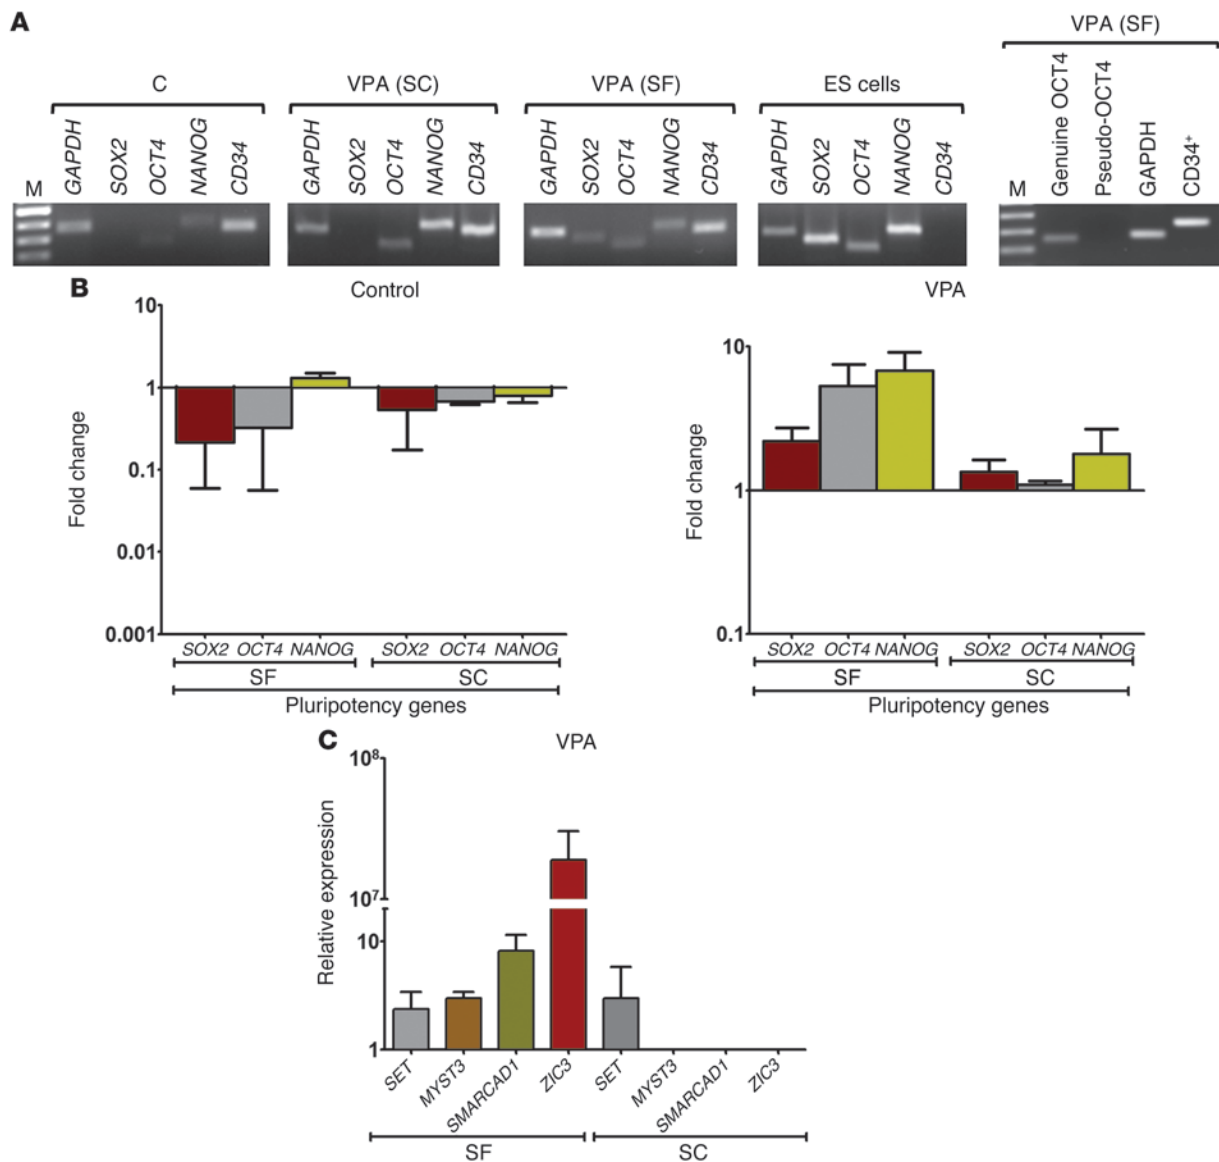 A
C
VPA (SC)
VPA (SF)
ES cells
VPA (SF)
M
GAPDH
SOX2
OCT4
NANOG
CD34
GAPDH
SOX2
OCT4
NANOG
CD34
GAPDH
SOX2
OCT4
NANOG
CD34
GAPDH
SOX2
OCT4
NANOG
CD34
M
Genuine OCT4
Pseudo-OCT4
GAPDH
CD34+
B
Control
Fold change
10
1
0.1
0.01
0.001
SOX2 OCT4 NANOG SOX2 OCT4 NANOG
SF SC
Pluripotency genes
VPA
Fold change
10
1
0.1
SOX2 OCT4 NANOG SOX2 OCT4 NANOG
SF SC
Pluripotency genes
C
VPA
Relative expression
10⁸
10⁷
10
1
SET
MYST3
SMARCAD1
ZIC3
SET
MYST3
SMARCAD1
ZIC3
SF SC